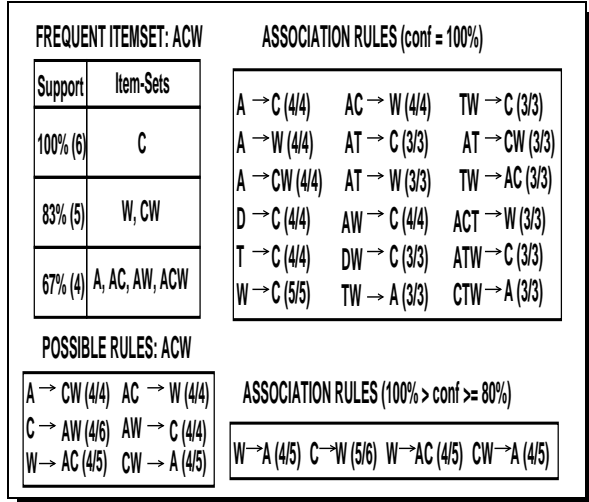 FREQUENT ITEMSET: ACW
Support Item-Sets
100% (6) C
83% (5) W, CW
67% (4) A, AC, AW, ACW
POSSIBLE RULES: ACW
A → CW (4/4) AC → W (4/4)
C → AW (4/6) AW → C (4/4)
W → AC (4/5) CW → A (4/5)
ASSOCIATION RULES (conf = 100%)
A → C (4/4) AC → W (4/4) TW → C (3/3)
A → W (4/4) AT → C (3/3) AT → CW (3/3)
A → CW (4/4) AT → W (3/3) TW → AC (3/3)
D → C (4/4) AW → C (4/4) ACT → W (3/3)
T → C (4/4) DW → C (3/3) ATW → C (3/3)
W → C (5/5) TW → A (3/3) CTW → A (3/3)
ASSOCIATION RULES (100% > conf >= 80%)
W → A (4/5) C → W (5/6) W → AC (4/5) CW → A (4/5)